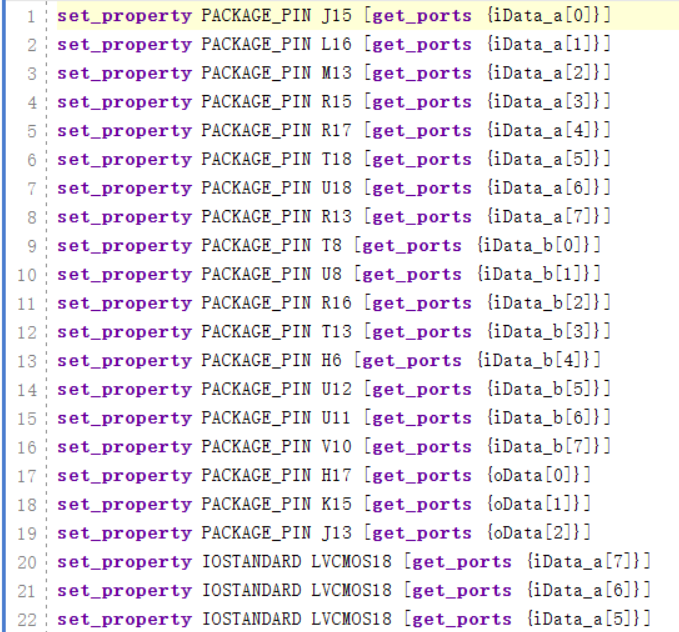 1 set_property PACKAGE_PIN J15 [get_ports {iData_a[0]}]
2 set_property PACKAGE_PIN L16 [get_ports {iData_a[1]}]
3 set_property PACKAGE_PIN M13 [get_ports {iData_a[2]}]
4 set_property PACKAGE_PIN R15 [get_ports {iData_a[3]}]
5 set_property PACKAGE_PIN R17 [get_ports {iData_a[4]}]
6 set_property PACKAGE_PIN T18 [get_ports {iData_a[5]}]
7 set_property PACKAGE_PIN U18 [get_ports {iData_a[6]}]
8 set_property PACKAGE_PIN R13 [get_ports {iData_a[7]}]
9 set_property PACKAGE_PIN T8 [get_ports {iData_b[0]}]
10 set_property PACKAGE_PIN U8 [get_ports {iData_b[1]}]
11 set_property PACKAGE_PIN R16 [get_ports {iData_b[2]}]
12 set_property PACKAGE_PIN T13 [get_ports {iData_b[3]}]
13 set_property PACKAGE_PIN H6 [get_ports {iData_b[4]}]
14 set_property PACKAGE_PIN U12 [get_ports {iData_b[5]}]
15 set_property PACKAGE_PIN U11 [get_ports {iData_b[6]}]
16 set_property PACKAGE_PIN V10 [get_ports {iData_b[7]}]
17 set_property PACKAGE_PIN H17 [get_ports {oData[0]}]
18 set_property PACKAGE_PIN K15 [get_ports {oData[1]}]
19 set_property PACKAGE_PIN J13 [get_ports {oData[2]}]
20 set_property IOSTANDARD LVCMOS18 [get_ports {iData_a[7]}]
21 set_property IOSTANDARD LVCMOS18 [get_ports {iData_a[6]}]
22 set_property IOSTANDARD LVCMOS18 [get_ports {iData_a[5]}]